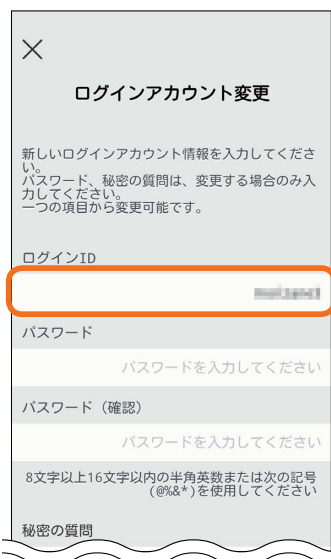 ログインアカウント変更
新しいログインアカウント情報を入力してくださ
い。
パスワード、秘密の質問は、変更する場合のみ入
力してください。
一つの項目から変更可能です。
ログインID
パスワード
パスワードを入力してください
パスワード（確認）
パスワードを入力してください
8文字以上16文字以内の半角英数または次の記号
(@%&*)を使用してください
秘密の質問